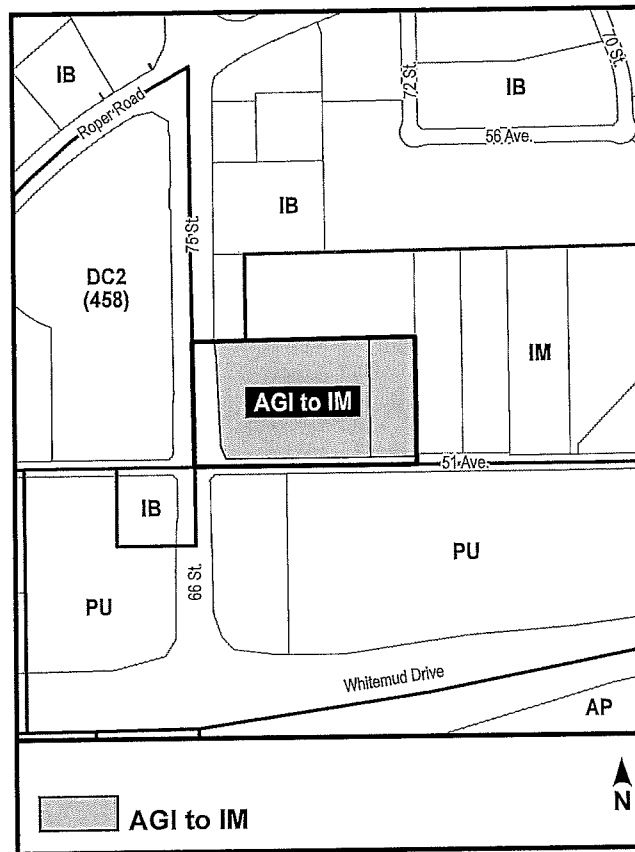 IB
Roper Road
72 St.
70 St.
IB
56 Ave.
75 St.
IB
DC2
(458)
IM
AGI to IM
51 Ave.
IB
PU
66 St.
PU
Whitemud Drive
AP
AGI to IM
N